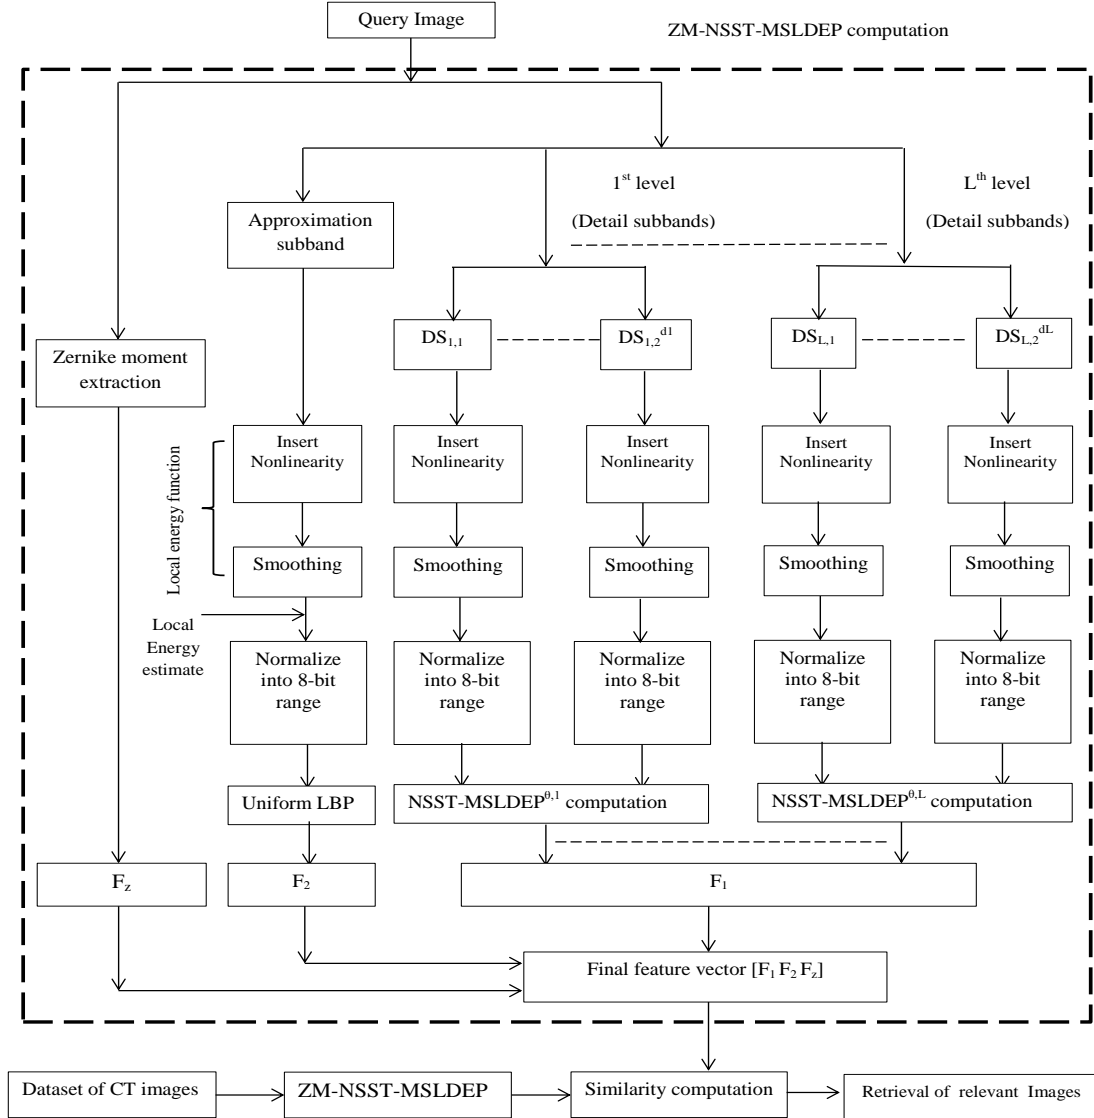 Query Image
ZM-NSST-MSLDEP computation
1st level
(Detail subbands)
Lth level
(Detail subbands)
Approximation
subband
DS1,1
DS1,2d1
DSL,1
DSL,2dL
Zernike moment
extraction
Local energy function
Insert
Nonlinearity
Insert
Nonlinearity
Insert
Nonlinearity
Insert
Nonlinearity
Insert
Nonlinearity
Smoothing
Smoothing
Smoothing
Smoothing
Smoothing
Local
Energy
estimate
Normalize
into 8-bit
range
Normalize
into 8-bit
range
Normalize
into 8-bit
range
Normalize
into 8-bit
range
Normalize
into 8-bit
range
Uniform LBP
NSST-MSLDEPθ,1 computation
NSST-MSLDEPθ,L computation
Fz
F2
F1
Final feature vector [F1 F2 Fz]
Dataset of CT images
ZM-NSST-MSLDEP
Similarity computation
Retrieval of relevant Images